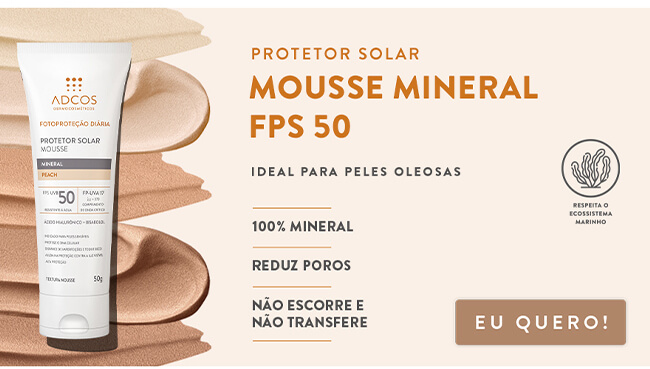 PROTETOR SOLAR
MOUSSE MINERAL
FPS 50
IDEAL PARA PELES OLEOSAS
100% MINERAL
REDUZ POROS
NÃO ESCORRE E
NÃO TRANSFERE
RESPEITA O
ECOSSISTEMA
MARINHO
EU QUERO!
ADCOS
FOTOPROTEÇÃO DIÁRIA
PROTETOR SOLAR
MOUSSE
MINERAL
PEACH
FPS UVB 50
FP-UVA 17
ÁCIDO HIALURÔNICO • BISABOLOL
TEXTURA MOUSSE 50g